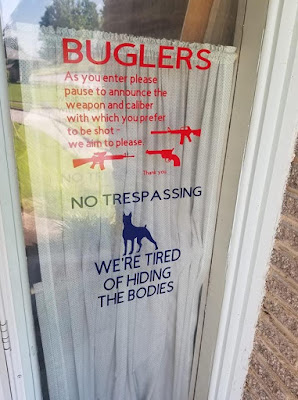 BUGLERS
As you enter please
pause to announce the
weapon and caliber
with which you prefer
to be shot -
we aim to please.
Thank you
NO TRESPASSING
WE'RE TIRED
OF HIDING
THE BODIES